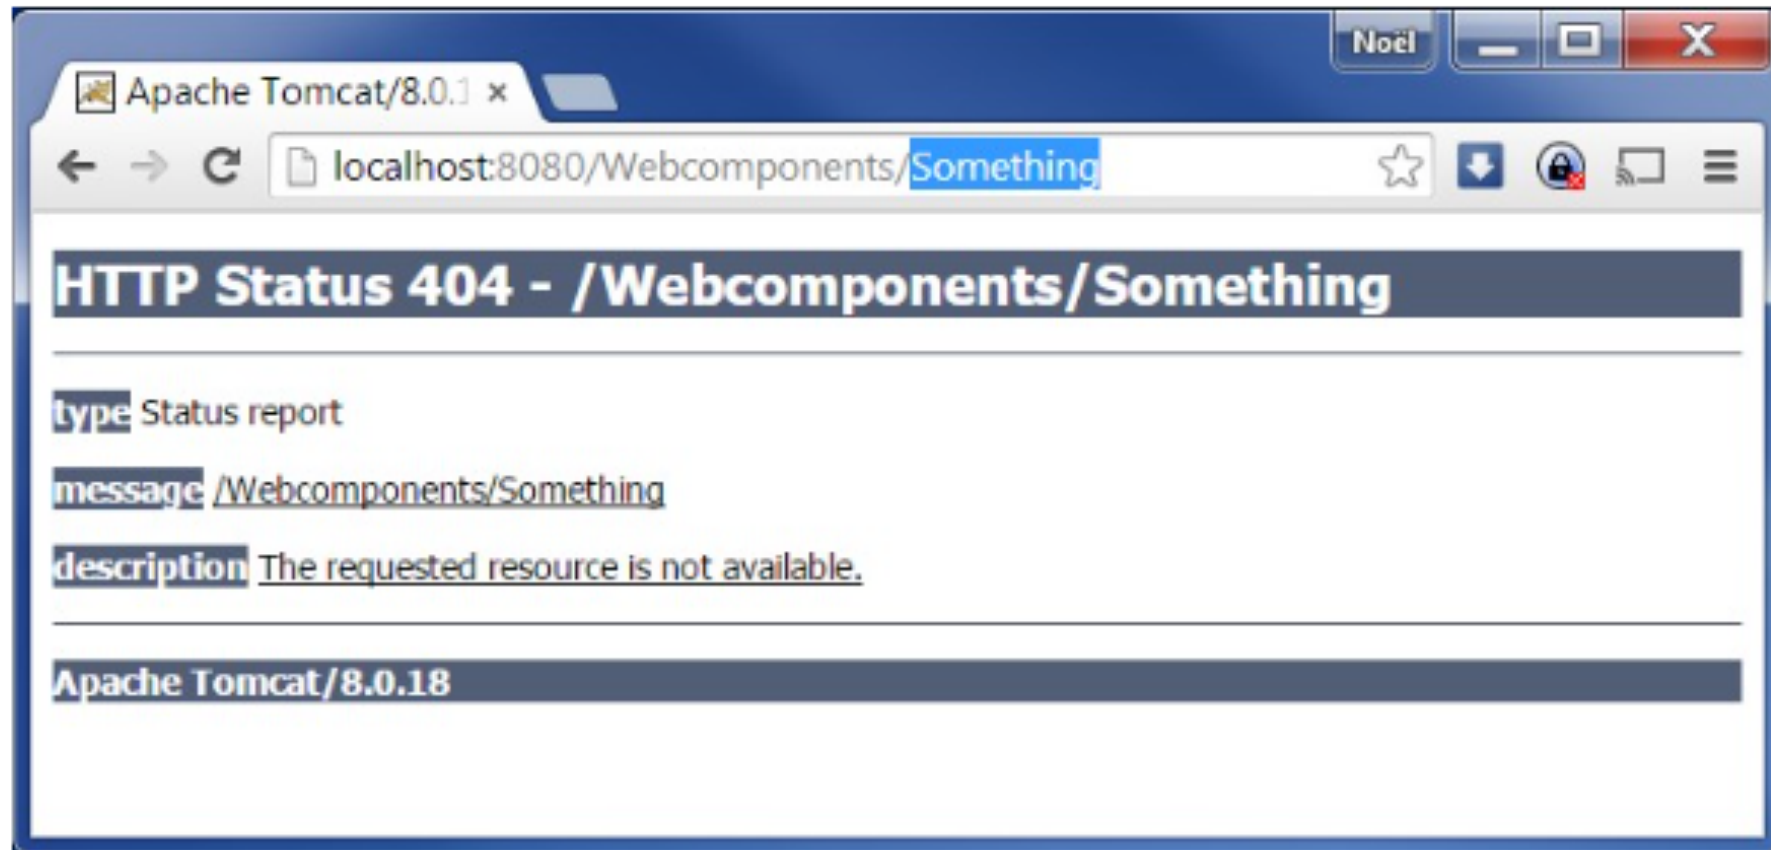 Noël
Apache Tomcat/8.0.1
localhost:8080/Webcomponents/Something
HTTP Status 404 - /Webcomponents/Something
type Status report
message /Webcomponents/Something
description The requested resource is not available.
Apache Tomcat/8.0.18